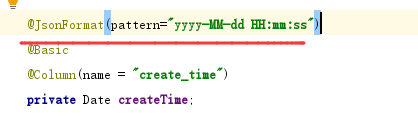 @JsonFormat(pattern="yyyy-MM-dd HH:mm:ss")
@Basic
@Column(name = "create_time")
private Date createTime;